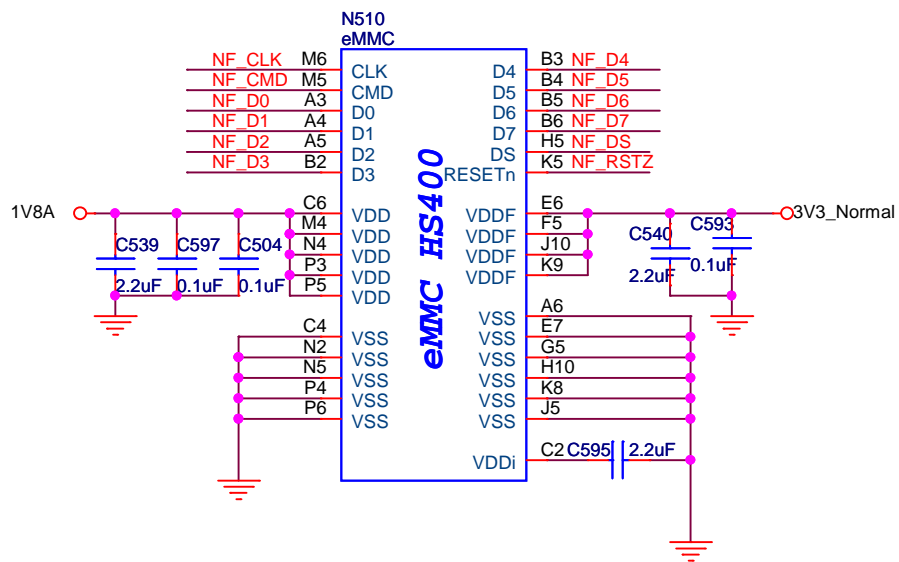 N510
eMMC
NF_CLK M6 CLK D4 B3 NF_D4
NF_CMD M5 CMD D5 B4 NF_D5
NF_D0 A3 D0 D6 B5 NF_D6
NF_D1 A4 D1 D7 B6 NF_D7
NF_D2 A5 D2 DS H5 NF_DS
NF_D3 B2 D3 RESETn K5 NF_RSTZ
eMMC HS400
1V8A C6 VDD VDDF E6 3V3_Normal
M4 VDD VDDF F5
N4 VDD VDDF J10
P3 VDD VDDF K9
P5 VDD
C539 C597 C504 C540 C593
2.2uF 0.1uF 0.1uF 2.2uF 0.1uF
VSS A6
C4 VSS VSS E7
N2 VSS VSS G5
N5 VSS VSS H10
P4 VSS VSS K8
P6 VSS VSS J5
VDDi C2 C595 2.2uF